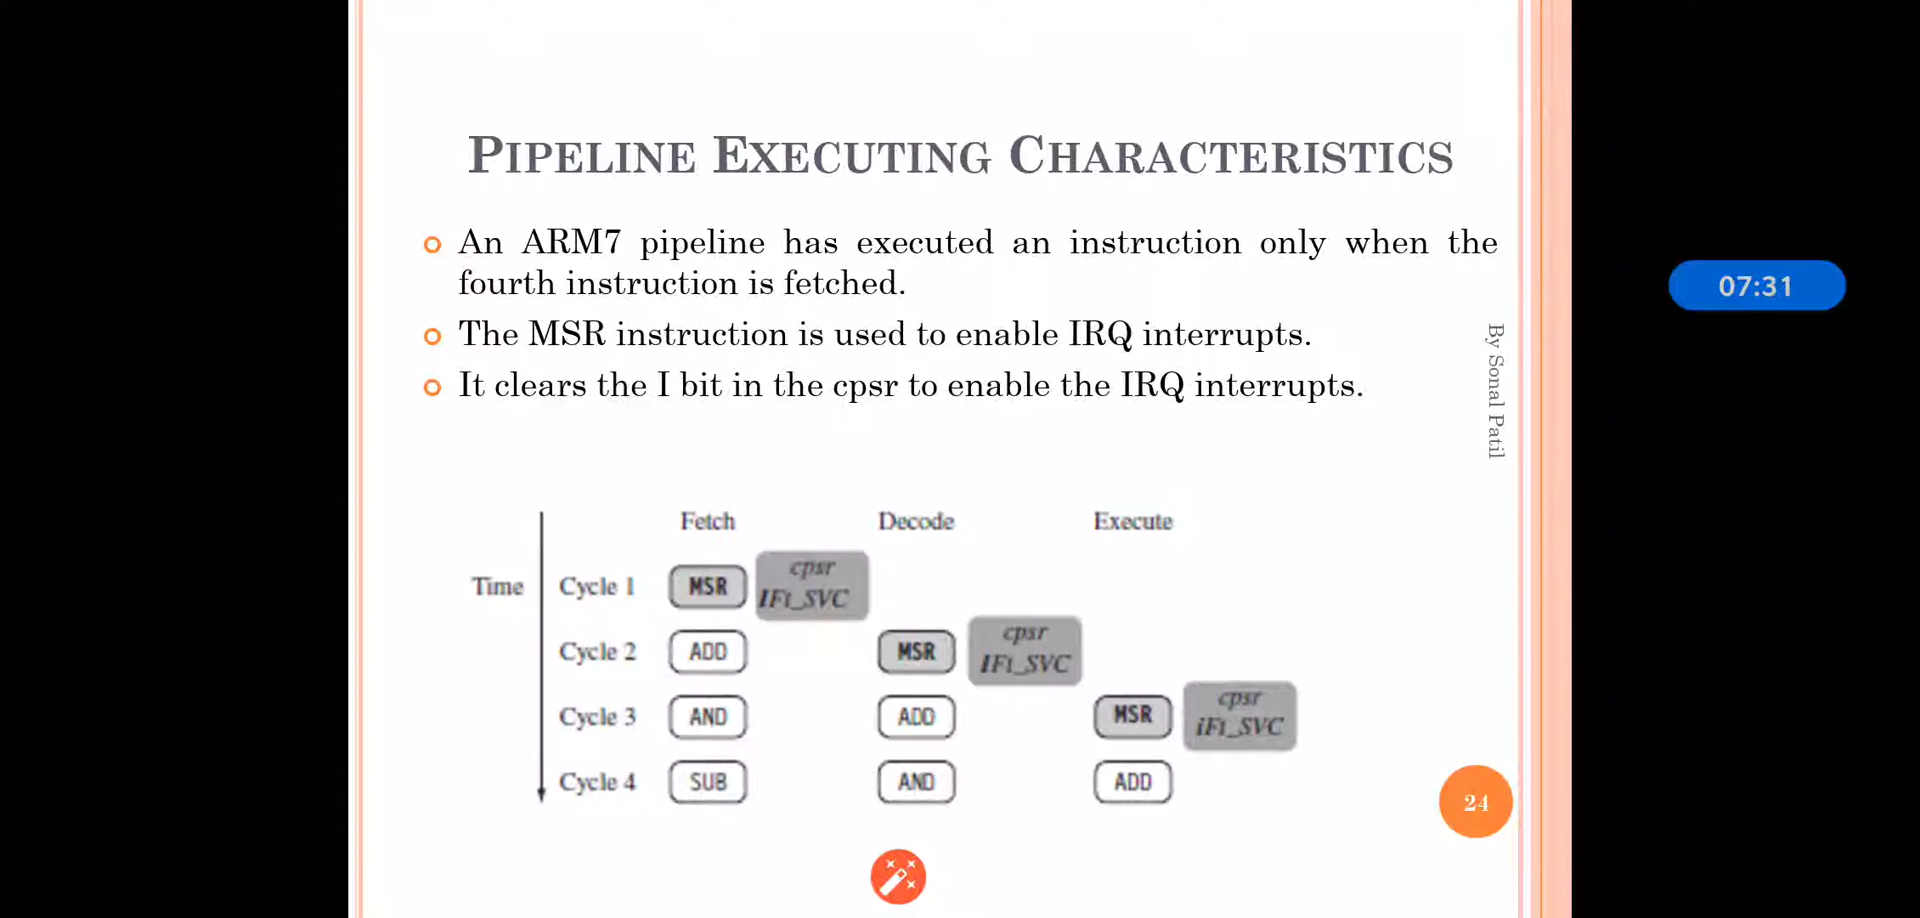 PIPELINE EXECUTING CHARACTERISTICS
An ARM7 pipeline has executed an instruction only when the
fourth instruction is fetched.
The MSR instruction is used to enable IRQ interrupts.
It clears the I bit in the cpsr to enable the IRQ interrupts.
07:31
By Sonal Patil
Fetch Decode Execute
Time Cycle 1 MSR cpsr
IFt_SVC
Cycle 2 ADD MSR cpsr
IFt_SVC
Cycle 3 AND ADD MSR cpsr
iFt_SVC
Cycle 4 SUB AND ADD
24